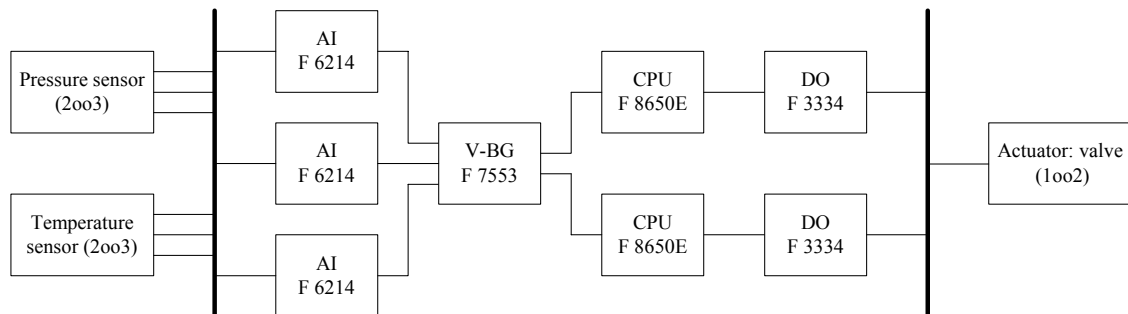 Pressure sensor
(2oo3)
Temperature
sensor (2oo3)
AI
F 6214
AI
F 6214
AI
F 6214
V-BG
F 7553
CPU
F 8650E
CPU
F 8650E
DO
F 3334
DO
F 3334
Actuator: valve
(1oo2)